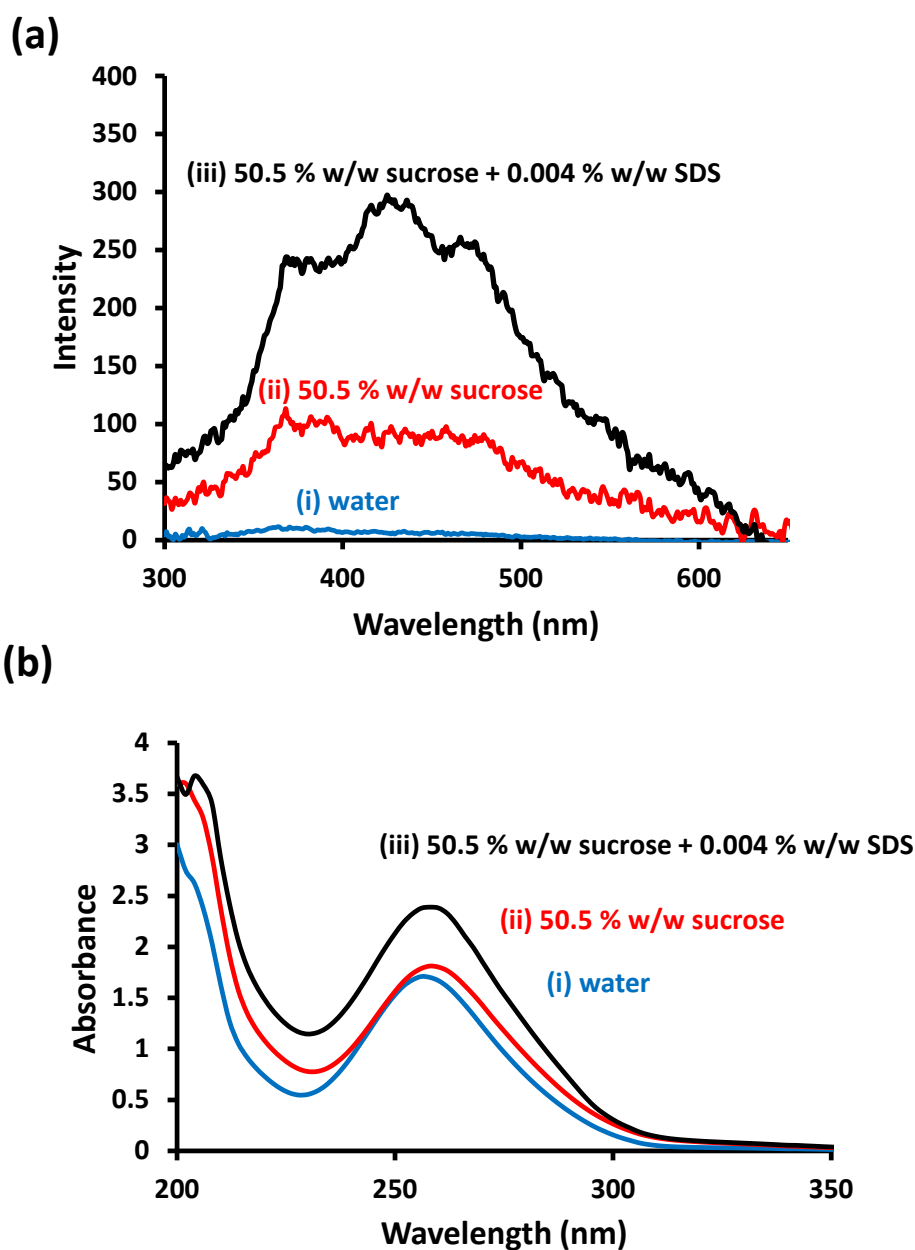 (a)
400
350
(iii) 50.5 % w/w sucrose + 0.004 % w/w SDS
300
250
Intensity
200
150
(ii) 50.5 % w/w sucrose
100
50
(i) water
0
300 400 500 600
Wavelength (nm)
(b)
4
3.5
3
(iii) 50.5 % w/w sucrose + 0.004 % w/w SDS
2.5
(ii) 50.5 % w/w sucrose
2
Absorbance
(i) water
1.5
1
0.5
0
200 250 300 350
Wavelength (nm)